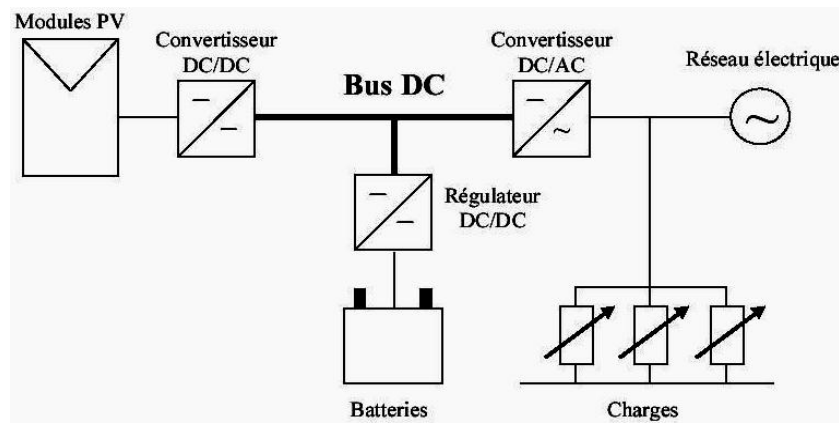 Modules PV
Convertisseur
DC/DC
Bus DC
Convertisseur
DC/AC
Réseau électrique
Régulateur
DC/DC
Batteries
Charges